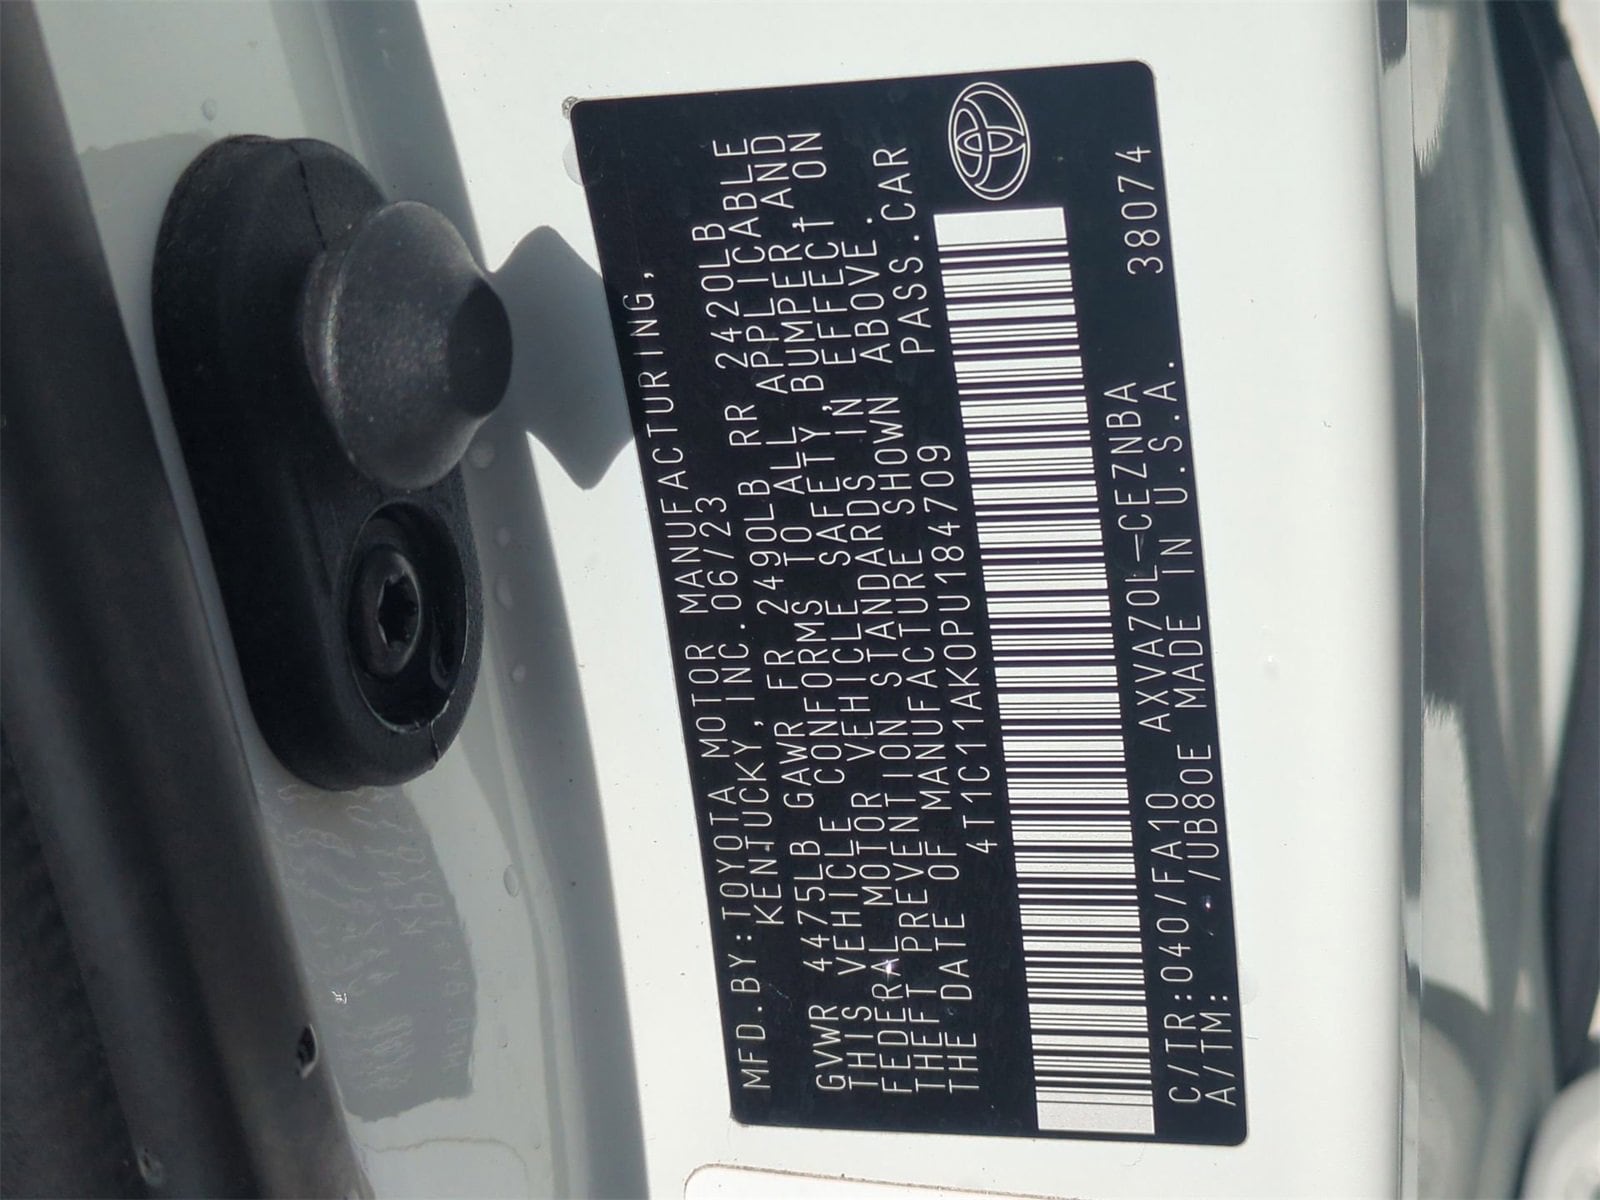 MFD.BY:TOYOTA MOTOR MANUFACTURING,
KENTUCKY, INC. 06/23
GVWR 4475LB GAWR FR 2490LB RR 2420LB
THIS VEHICLE CONFORMS TO ALL APPLICABLE
FEDERAL MOTOR VEHICLE SAFETY, BUMPER, AND
THEFT PREVENTION STANDARDS IN EFFECT ON
THE DATE OF MANUFACTURE SHOWN ABOVE.
4T1C11AK0PU184709 PASS.CAR
C/TR:040/FA10 AXVA70L-CEZNBA 38074
A/TM: -/UB80E MADE IN U.S.A.